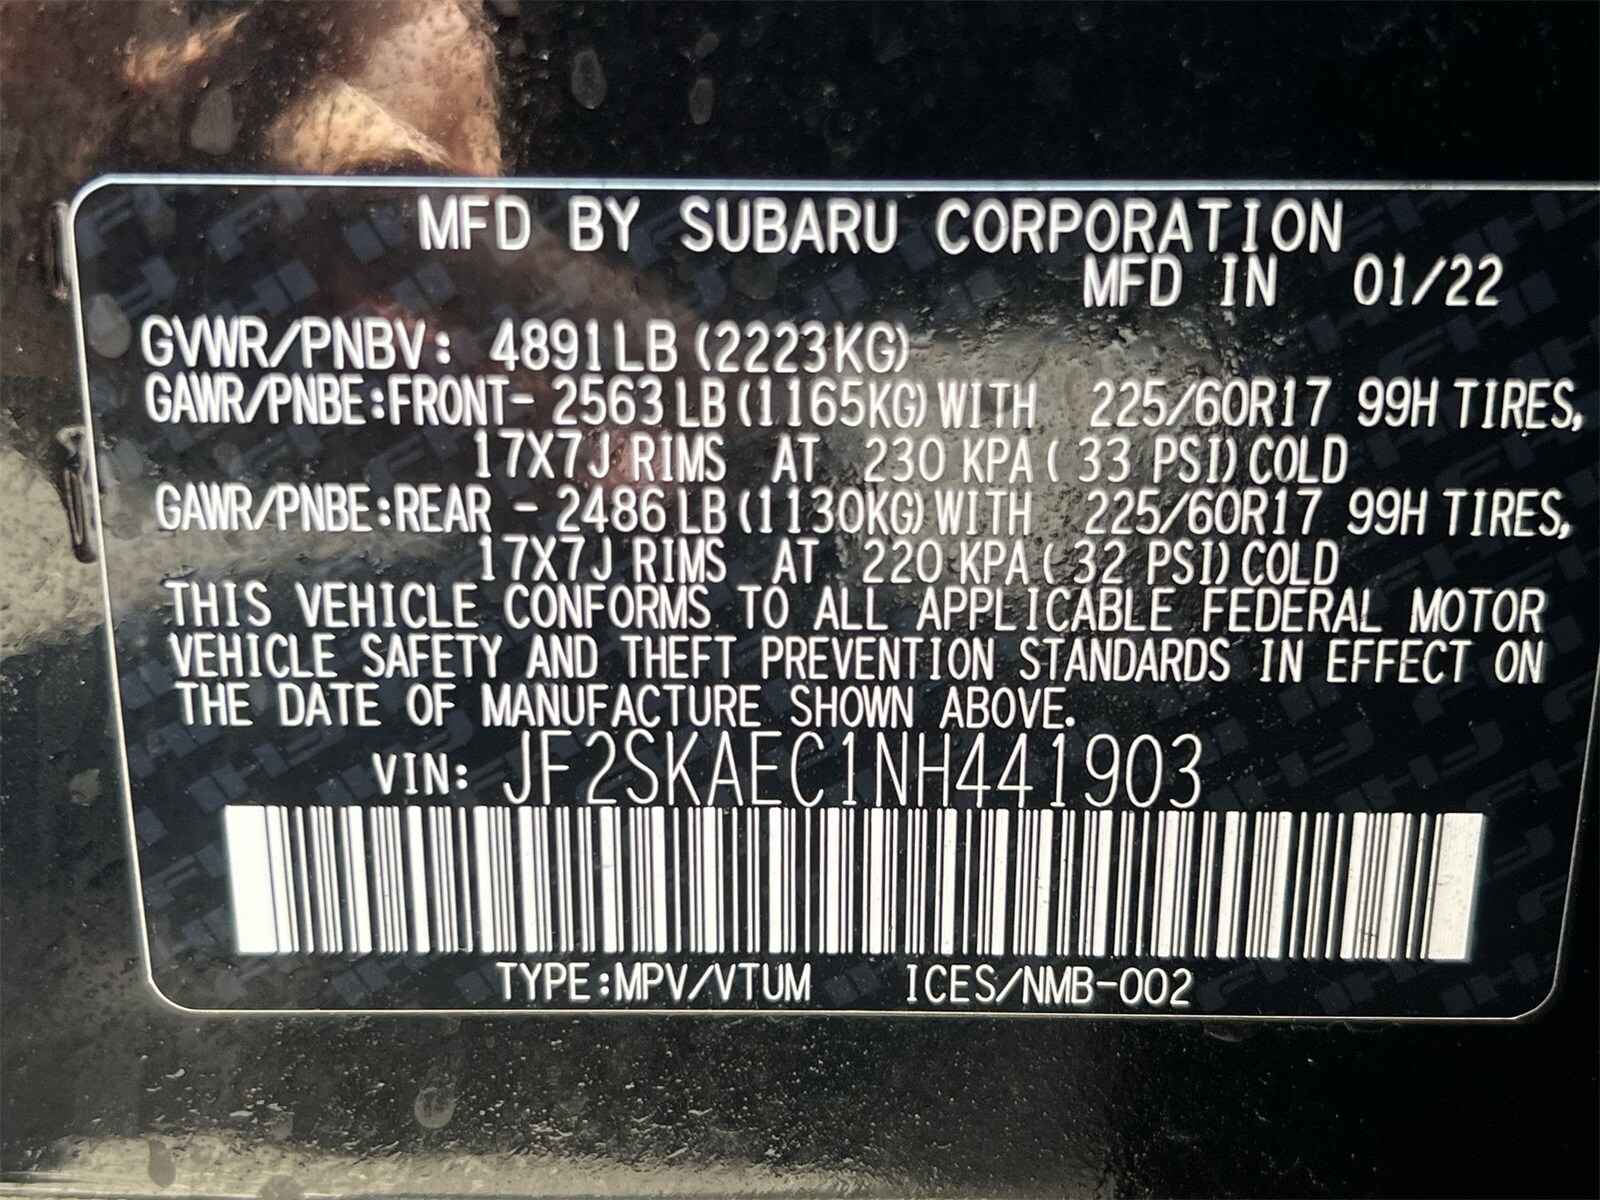 MFD BY SUBARU CORPORATION
MFD IN 01/22
GVWR/PNBV: 4891LB (2223KG)
GAWR/PNBE:FRONT- 2563LB(1165KG)WITH 225/60R17 99H TIRES,
17X7J RIMS AT 230 KPA( 33 PSI)COLD
GAWR/PNBE:REAR - 2486LB(1130KG)WITH 225/60R17 99H TIRES,
17X7J RIMS AT 220 KPA( 32 PSI)COLD
THIS VEHICLE CONFORMS TO ALL APPLICABLE FEDERAL MOTOR
VEHICLE SAFETY AND THEFT PREVENTION STANDARDS IN EFFECT ON
THE DATE OF MANUFACTURE SHOWN ABOVE.
VIN: JF2SKAEC1NH441903
TYPE:MPV/VTUM ICES/NMB-002